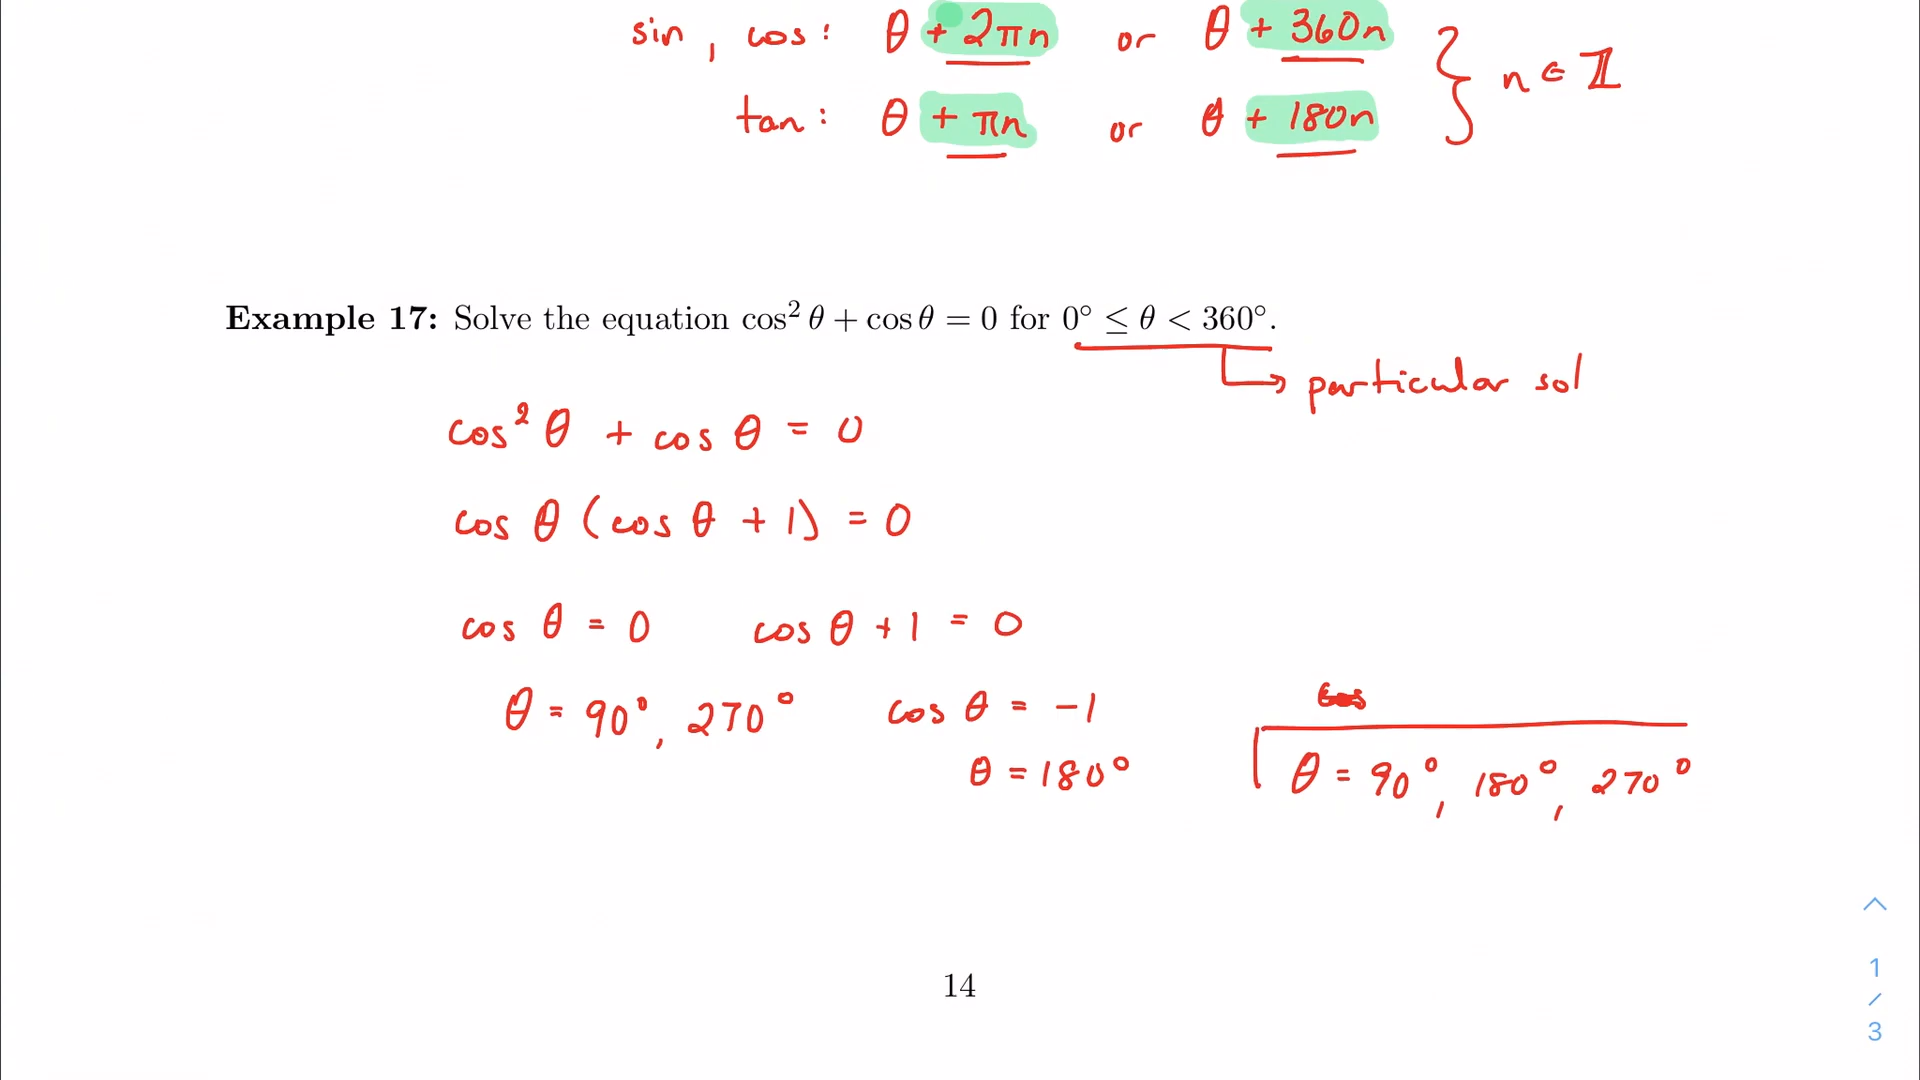 sin, cos: θ + 2πn or θ + 360n
tan: θ + πn or θ + 180n } n ∈ I
Example 17: Solve the equation cos² θ + cos θ = 0 for 0° ≤ θ < 360°.
→ particular sol
cos² θ + cos θ = 0
cos θ (cos θ + 1) = 0
cos θ = 0 cos θ + 1 = 0
θ = 90°, 270° cos θ = -1
θ = 180° θ = 90°, 180°, 270°
14
1
/
3